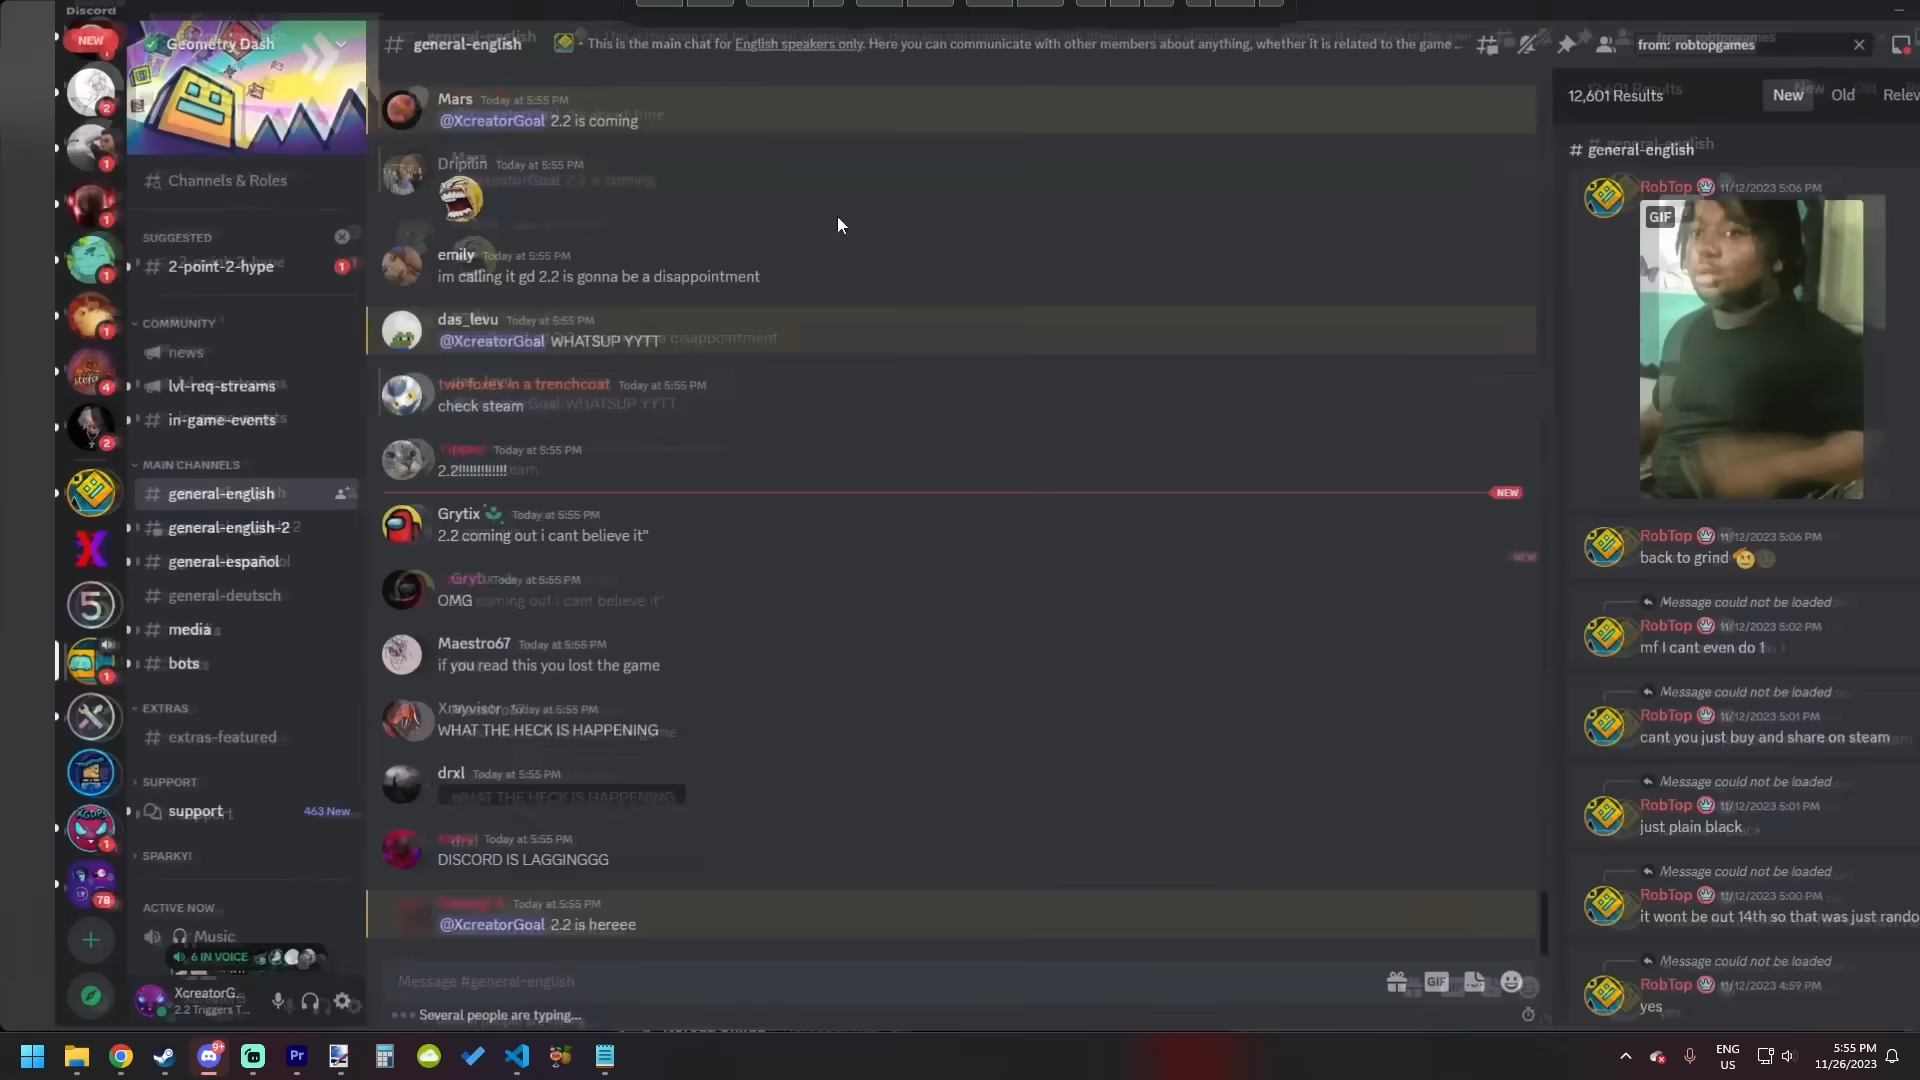 Discord
NEW
Geometry Dash
general-english
This is the main chat for English speakers only. Here you can communicate with other members about anything, whether it is related to the game ...
from: robtopgames
Channels & Roles
SUGGESTED
2-point-2-hype
1
COMMUNITY
news
lvl-req-streams
in-game-events
MAIN CHANNELS
general-english
general-english-2
general-español
general-deutsch
media
bots
EXTRAS
extras-featured
SUPPORT
support
463 New
SPARKY!
ACTIVE NOW
Music
6 IN VOICE
XcreatorG...
2.2 Triggers T...
2
1
1
1
1
4
2
5
1
XGDPS
1
78
Mars Today at 5:55 PM
@XcreatorGoal 2.2 is coming
Driplin Today at 5:55 PM
emily Today at 5:55 PM
im calling it gd 2.2 is gonna be a disappointment
das_levu Today at 5:55 PM
@XcreatorGoal WHATSUP YYTT
two foxes in a trenchcoat Today at 5:55 PM
check steam
Today at 5:55 PM
2.2!!!!!!!!!!!!
NEW
Grytix Today at 5:55 PM
2.2 coming out i cant believe it"
Today at 5:55 PM
OMG
Maestro67 Today at 5:55 PM
if you read this you lost the game
Xrayvisor Today at 5:55 PM
WHAT THE HECK IS HAPPENING
drxl Today at 5:55 PM
Today at 5:55 PM
DISCORD IS LAGGINGGG
Today at 5:55 PM
@XcreatorGoal 2.2 is hereee
Message #general-english
GIF
Several people are typing...
12,601 Results
New
Old
Relev
# general-english
RobTop 11/12/2023 5:06 PM
GIF
RobTop 11/12/2023 5:06 PM
back to grind
Message could not be loaded
RobTop 11/12/2023 5:02 PM
mf I cant even do 1
Message could not be loaded
RobTop 11/12/2023 5:01 PM
cant you just buy and share on steam
Message could not be loaded
RobTop 11/12/2023 5:01 PM
just plain black
Message could not be loaded
RobTop 11/12/2023 5:00 PM
it wont be out 14th so that was just rando
Message could not be loaded
RobTop 11/12/2023 4:59 PM
yes
9+
Pr
ENG
US
5:55 PM
11/26/2023